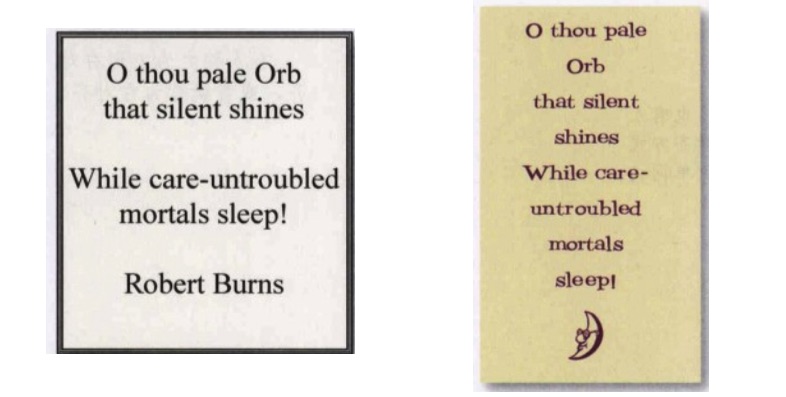 O thou pale Orb
that silent shines
While care-untroubled
mortals sleep!
Robert Burns
O thou pale
Orb
that silent
shines
While care-
untroubled
mortals
sleep!